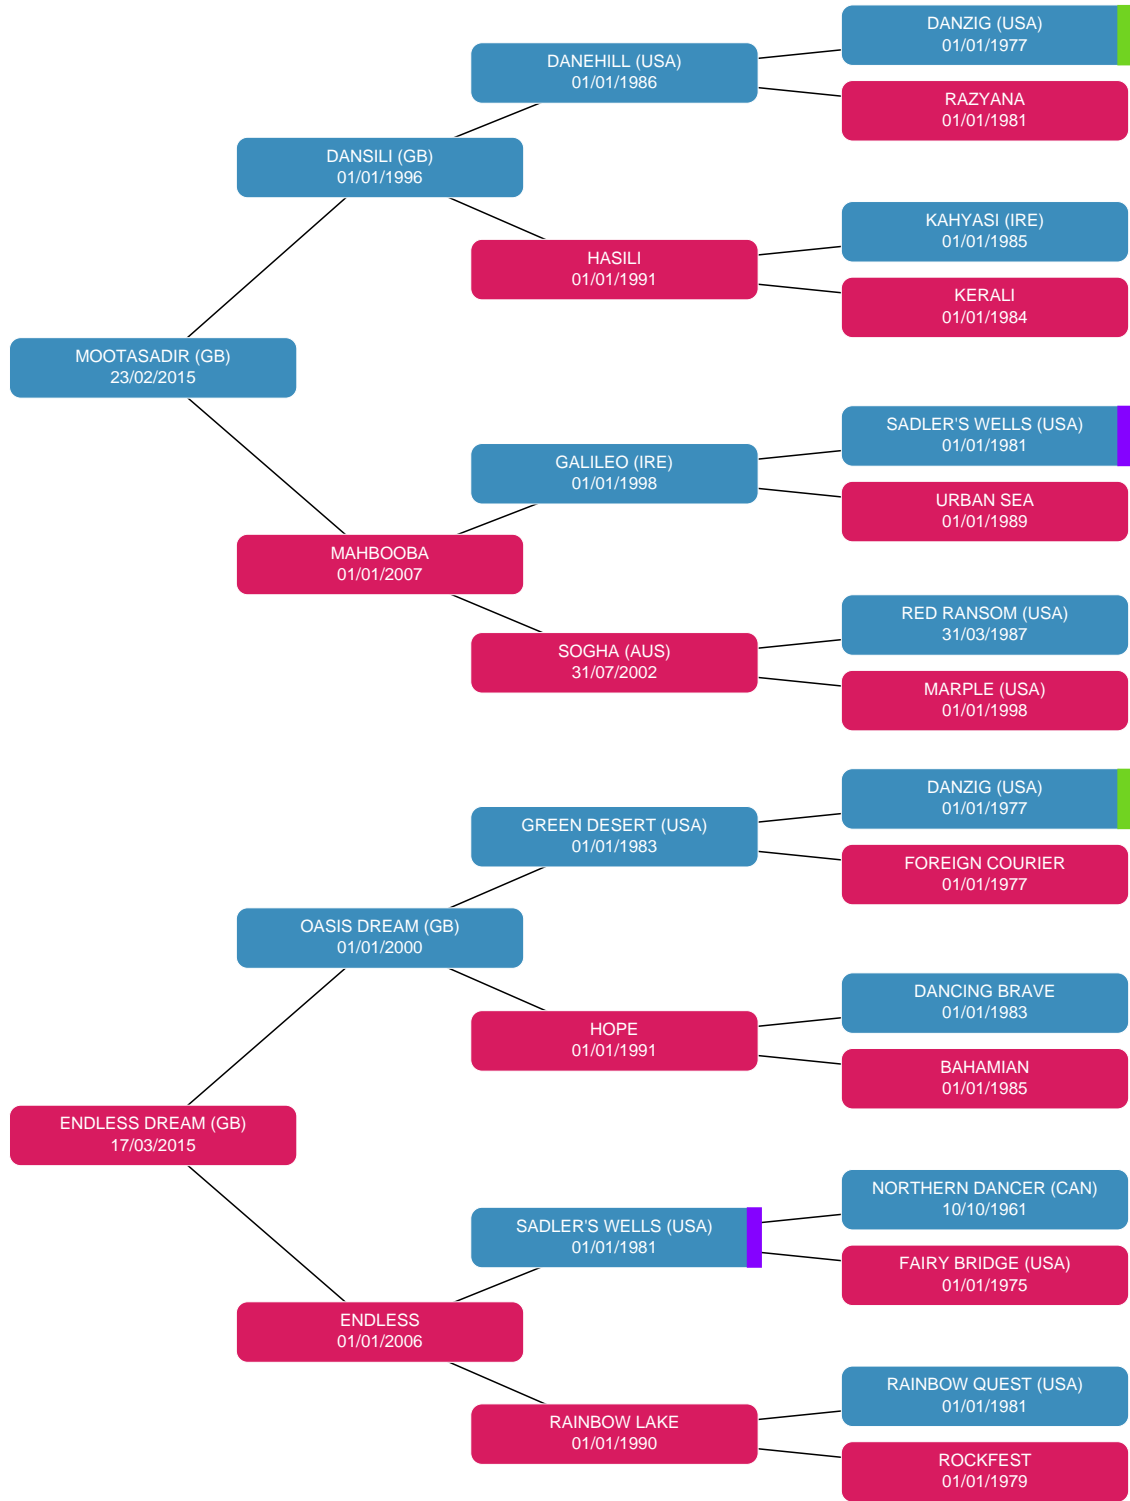 DANZIG (USA)
01/01/1977
DANEHILL (USA)
01/01/1986
RAZYANA
01/01/1981
DANSILI (GB)
01/01/1996
KAHYASI (IRE)
01/01/1985
HASILI
01/01/1991
KERALI
01/01/1984
MOOTASADIR (GB)
23/02/2015
SADLER'S WELLS (USA)
01/01/1981
GALILEO (IRE)
01/01/1998
URBAN SEA
01/01/1989
MAHBOOBA
01/01/2007
RED RANSOM (USA)
31/03/1987
SOGHA (AUS)
31/07/2002
MARPLE (USA)
01/01/1998
DANZIG (USA)
01/01/1977
GREEN DESERT (USA)
01/01/1983
FOREIGN COURIER
01/01/1977
OASIS DREAM (GB)
01/01/2000
DANCING BRAVE
01/01/1983
HOPE
01/01/1991
BAHAMIAN
01/01/1985
ENDLESS DREAM (GB)
17/03/2015
NORTHERN DANCER (CAN)
10/10/1961
SADLER'S WELLS (USA)
01/01/1981
FAIRY BRIDGE (USA)
01/01/1975
ENDLESS
01/01/2006
RAINBOW QUEST (USA)
01/01/1981
RAINBOW LAKE
01/01/1990
ROCKFEST
01/01/1979